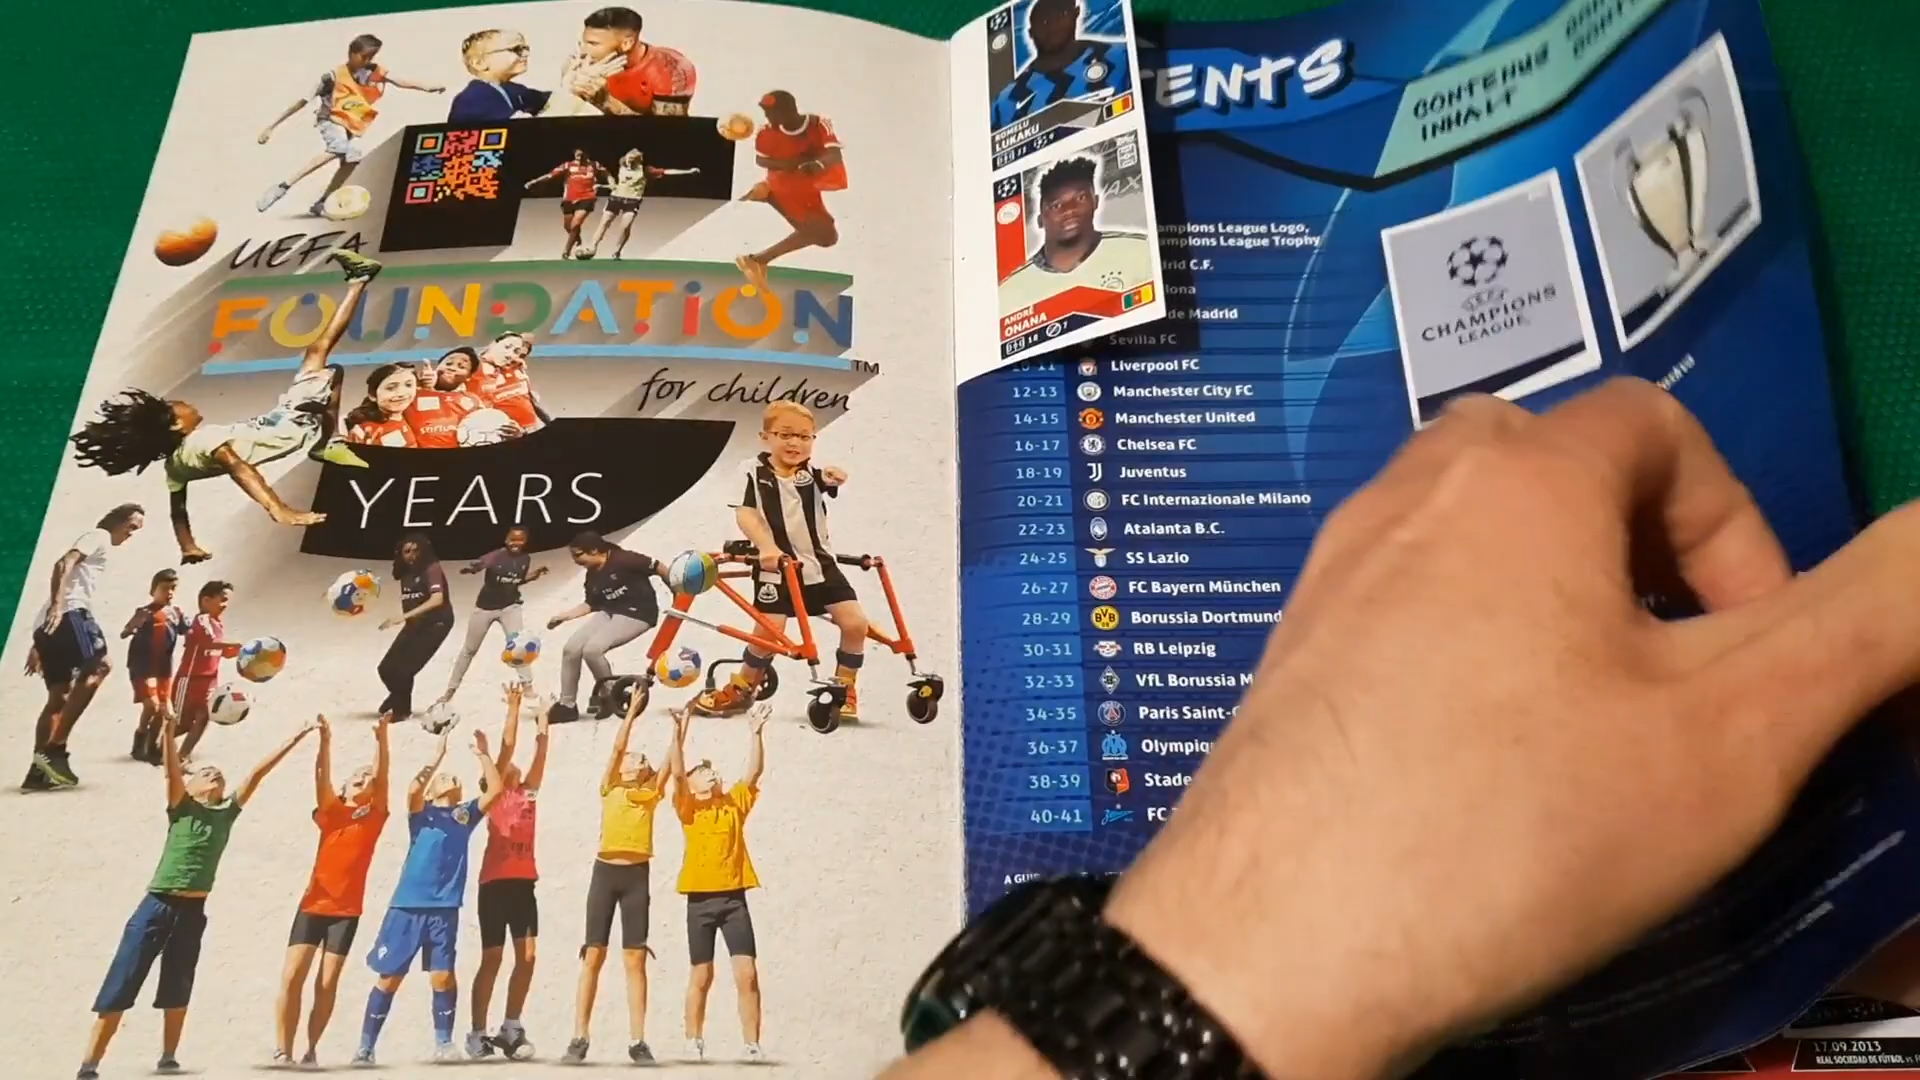 UEFA
FOUNDATION
TM
for children
YEARS
ROMELU
LUKAKU
ANDRÉ
ONANA
TENTS
CONTENUS
INHALT
CHAMPIONS
LEAGUE
League Logo,
League Trophy
C.F.
de Madrid
Sevilla FC
10-11 Liverpool FC
12-13 Manchester City FC
14-15 Manchester United
16-17 Chelsea FC
18-19 Juventus
20-21 FC Internazionale Milano
22-23 Atalanta B.C.
24-25 SS Lazio
26-27 FC Bayern München
28-29 Borussia Dortmund
30-31 RB Leipzig
32-33 VfL Borussia M
34-35 Paris Saint-
36-37 Olympiq
38-39 Stade
40-41 FC
17.09.2013
REAL SOCIEDAD DE FÚTBOL